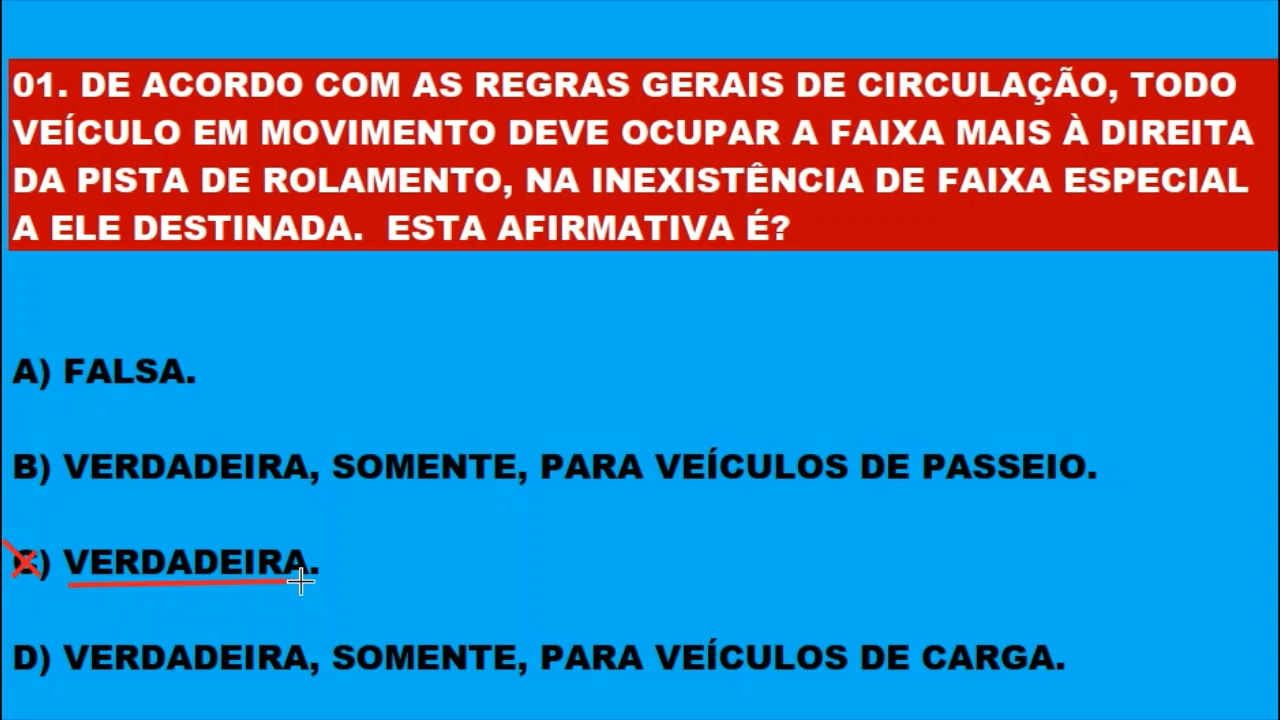 01. DE ACORDO COM AS REGRAS GERAIS DE CIRCULAÇÃO, TODO
VEÍCULO EM MOVIMENTO DEVE OCUPAR A FAIXA MAIS À DIREITA
DA PISTA DE ROLAMENTO, NA INEXISTÊNCIA DE FAIXA ESPECIAL
A ELE DESTINADA. ESTA AFIRMATIVA É?
A) FALSA.
B) VERDADEIRA, SOMENTE, PARA VEÍCULOS DE PASSEIO.
C) VERDADEIRA.
D) VERDADEIRA, SOMENTE, PARA VEÍCULOS DE CARGA.